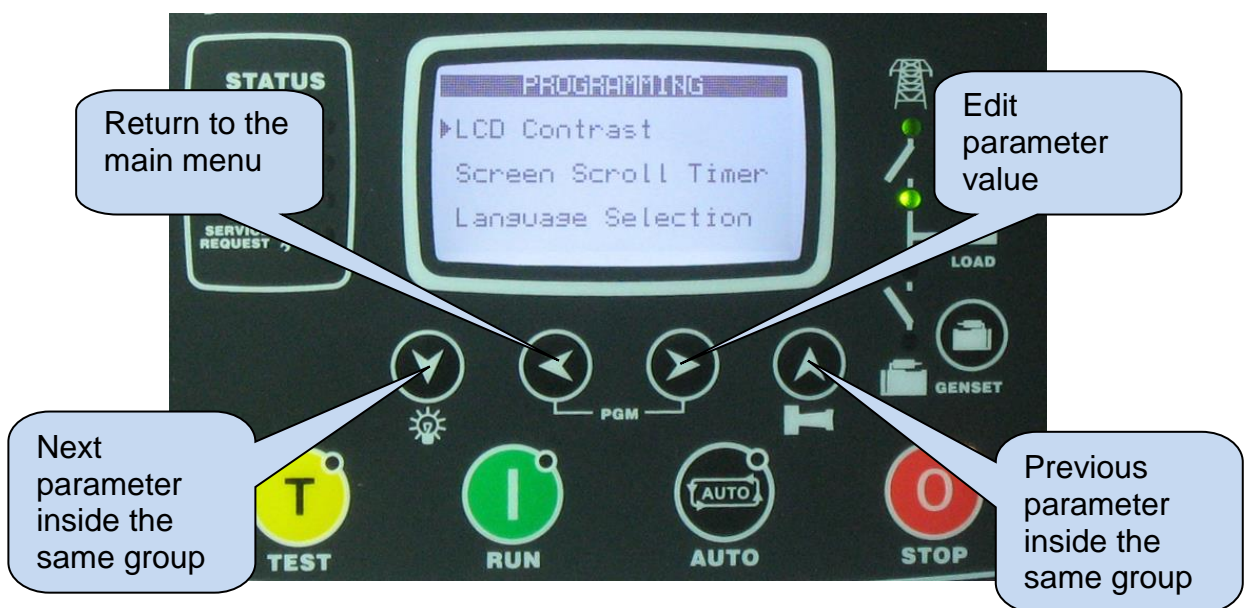 STATUS
PROGRAMMING
LCD Contrast
Screen Scroll Timer
Language Selection
Return to the
main menu
Edit
parameter
value
REQUEST
LOAD
GENSET
PGM
Next
parameter
inside the
same group
Previous
parameter
inside the
same group
T
AUTO
TEST
RUN
AUTO
STOP